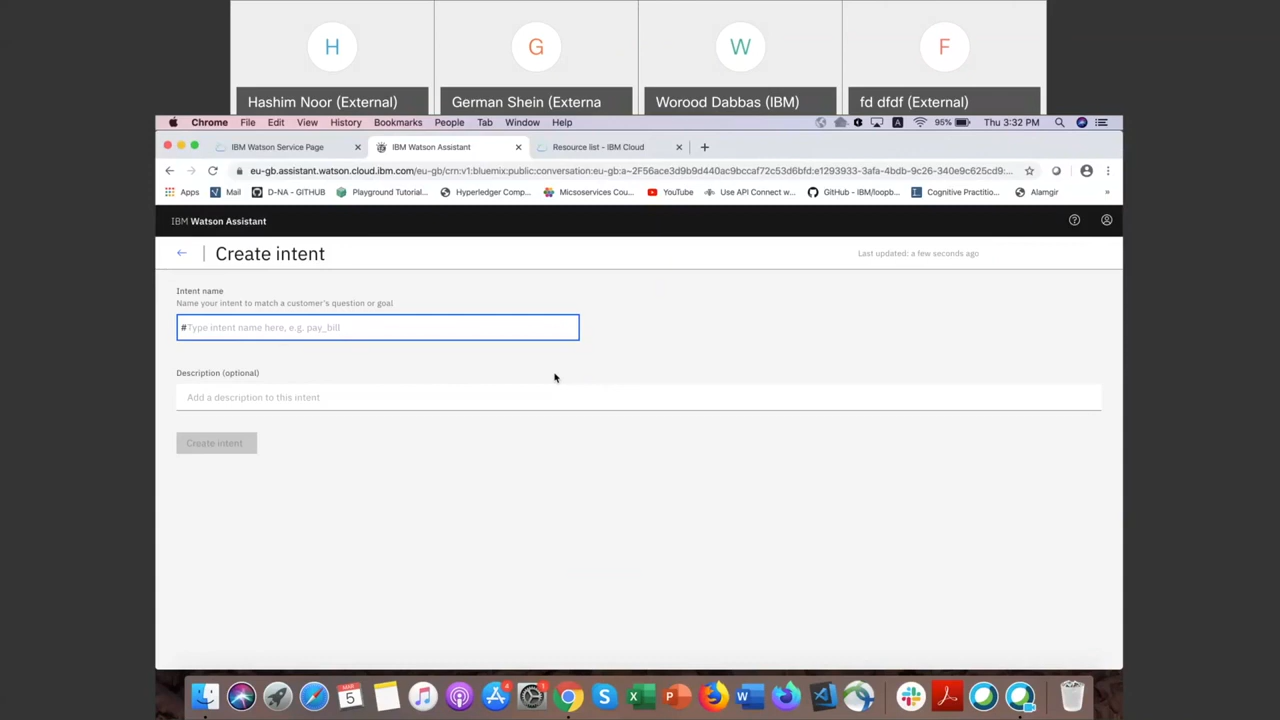 H
G
W
F
Hashim Noor (External)
German Shein (Externa
Worood Dabbas (IBM)
fd dfdf (External)
Chrome File Edit View History Bookmarks People Tab Window Help
A 95% Thu 3:32 PM
IBM Watson Service Page
IBM Watson Assistant
Resource list - IBM Cloud
eu-gb.assistant.watson.cloud.ibm.com/eu-gb/crn:v1:bluemix:public:conversation:eu-gb:a~2F56ace3d9b9d440ac9bccaf72c53d6bfd:e1293933-3afa-4bdb-9c26-340e9c625cd9:...
Apps Mail D-NA - GITHUB Playground Tutorial... Hyperledger Comp... Micoservices Cou... YouTube Use API Connect w... GitHub - IBM/loopb... Cognitive Practitio... Alamgir
IBM Watson Assistant
Create intent
Last updated: a few seconds ago
Intent name
Name your intent to match a customer's question or goal
#Type intent name here, e.g. pay_bill
Description (optional)
Add a description to this intent
Create intent
MAR
5
4
1